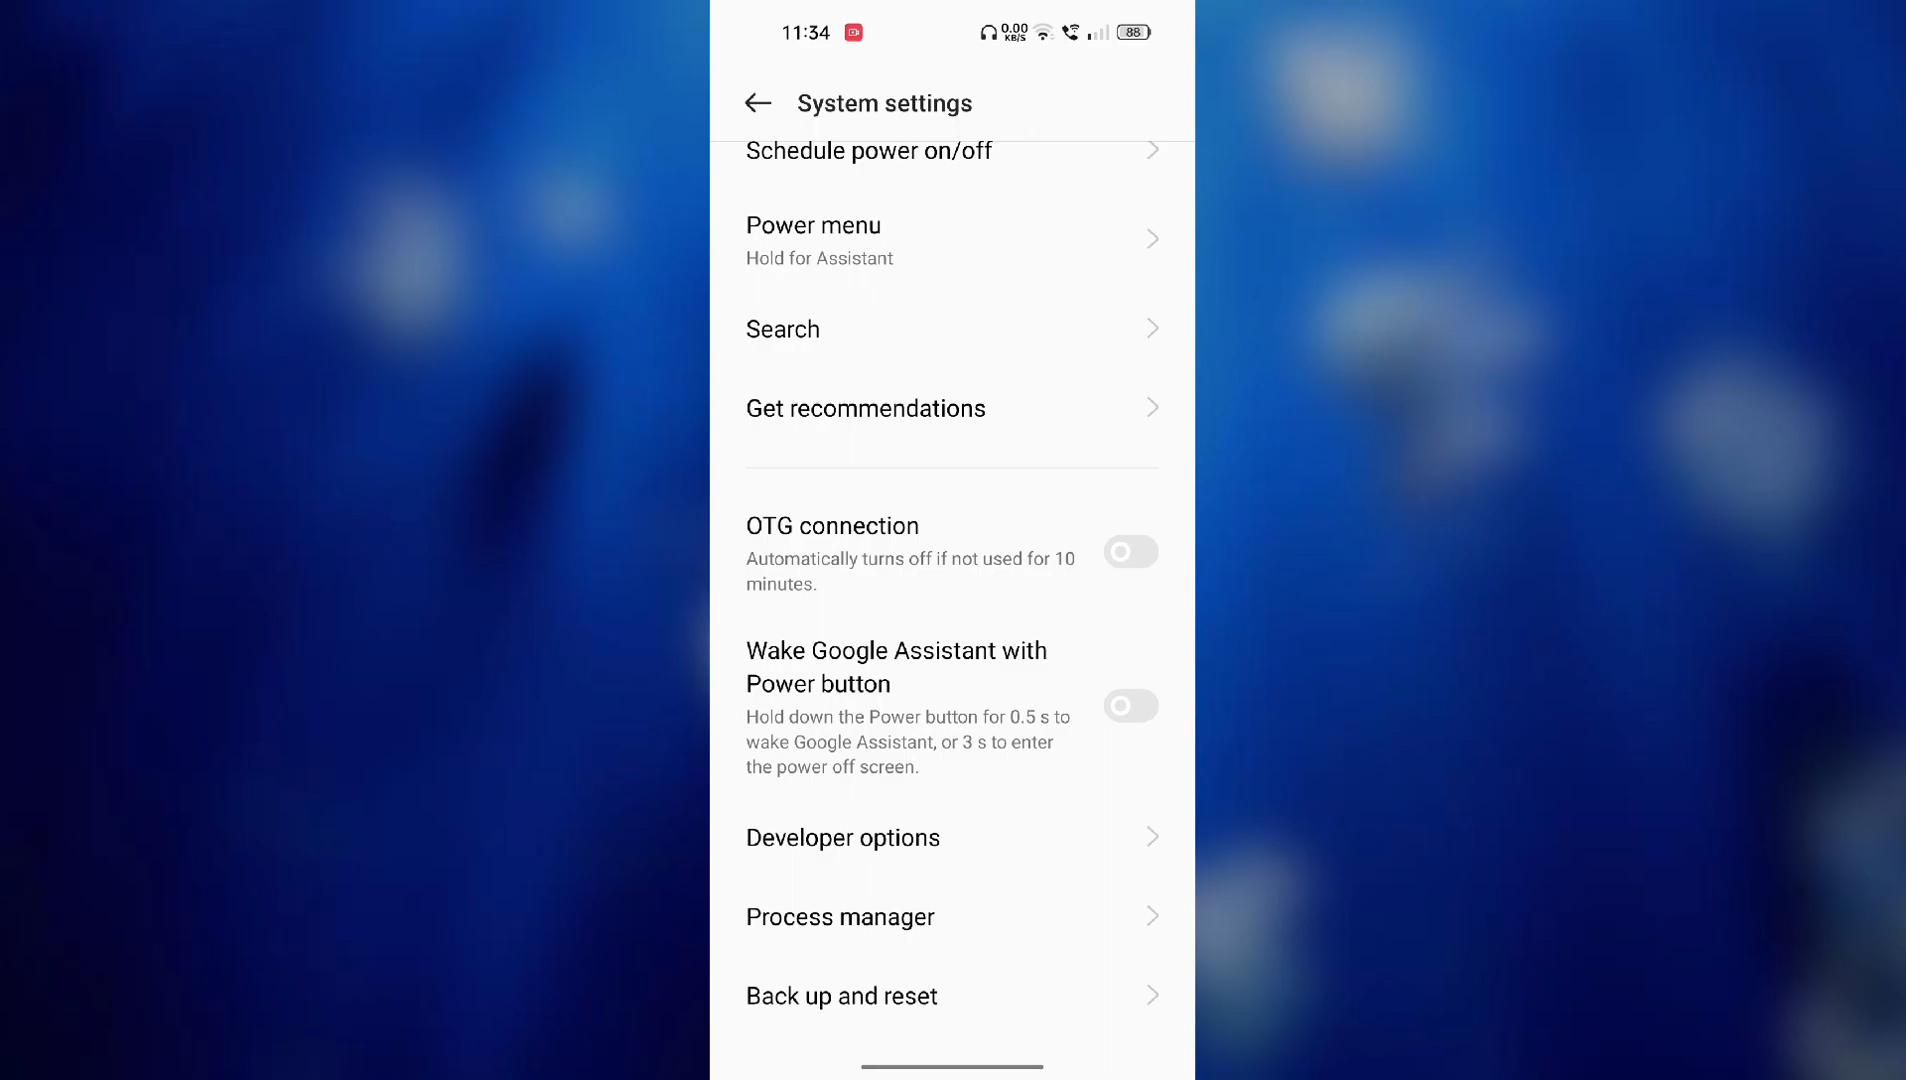 11:34
0.00
KB/S
88
System settings
Schedule power on/off
Power menu
Hold for Assistant
Search
Get recommendations
OTG connection
Automatically turns off if not used for 10
minutes.
Wake Google Assistant with
Power button
Hold down the Power button for 0.5 s to
wake Google Assistant, or 3 s to enter
the power off screen.
Developer options
Process manager
Back up and reset